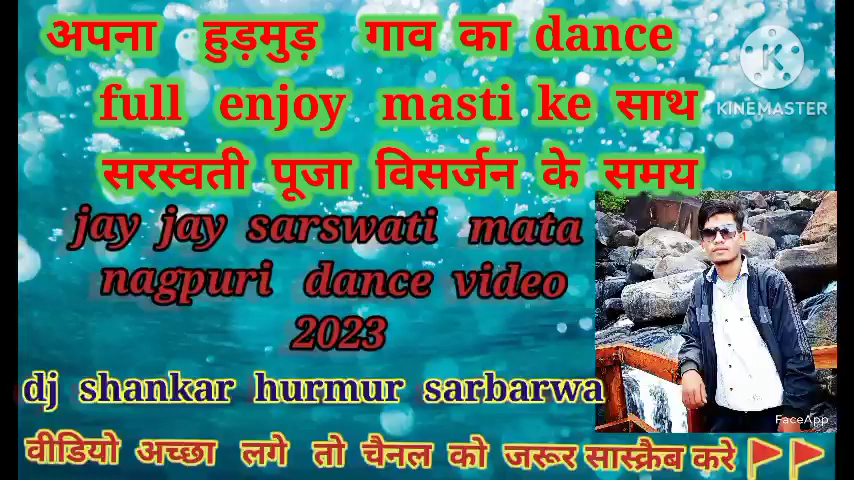 अपना हुड़मुड़ गाव का dance
full enjoy masti ke साथ
KINEMASTER
सरस्वती पूजा विसर्जन के समय
jay jay sarswati mata
nagpuri dance video
2023
dj shankar hurmur sarbarwa
FaceApp
वीडियो अच्छा लगे तो चैनल को जरूर सास्क्रैब करे